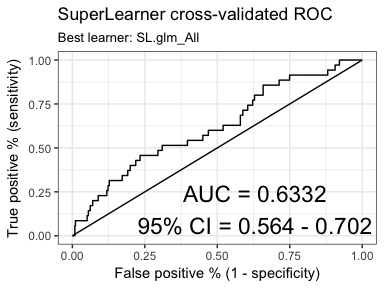 SuperLearner cross-validated ROC
Best learner: SL.glm_All
True positive % (sensitivity)
1.00
0.75
0.50
0.25
0.00
AUC = 0.6332
95% CI = 0.564 - 0.702
0.00 0.25 0.50 0.75 1.00
False positive % (1 - specificity)